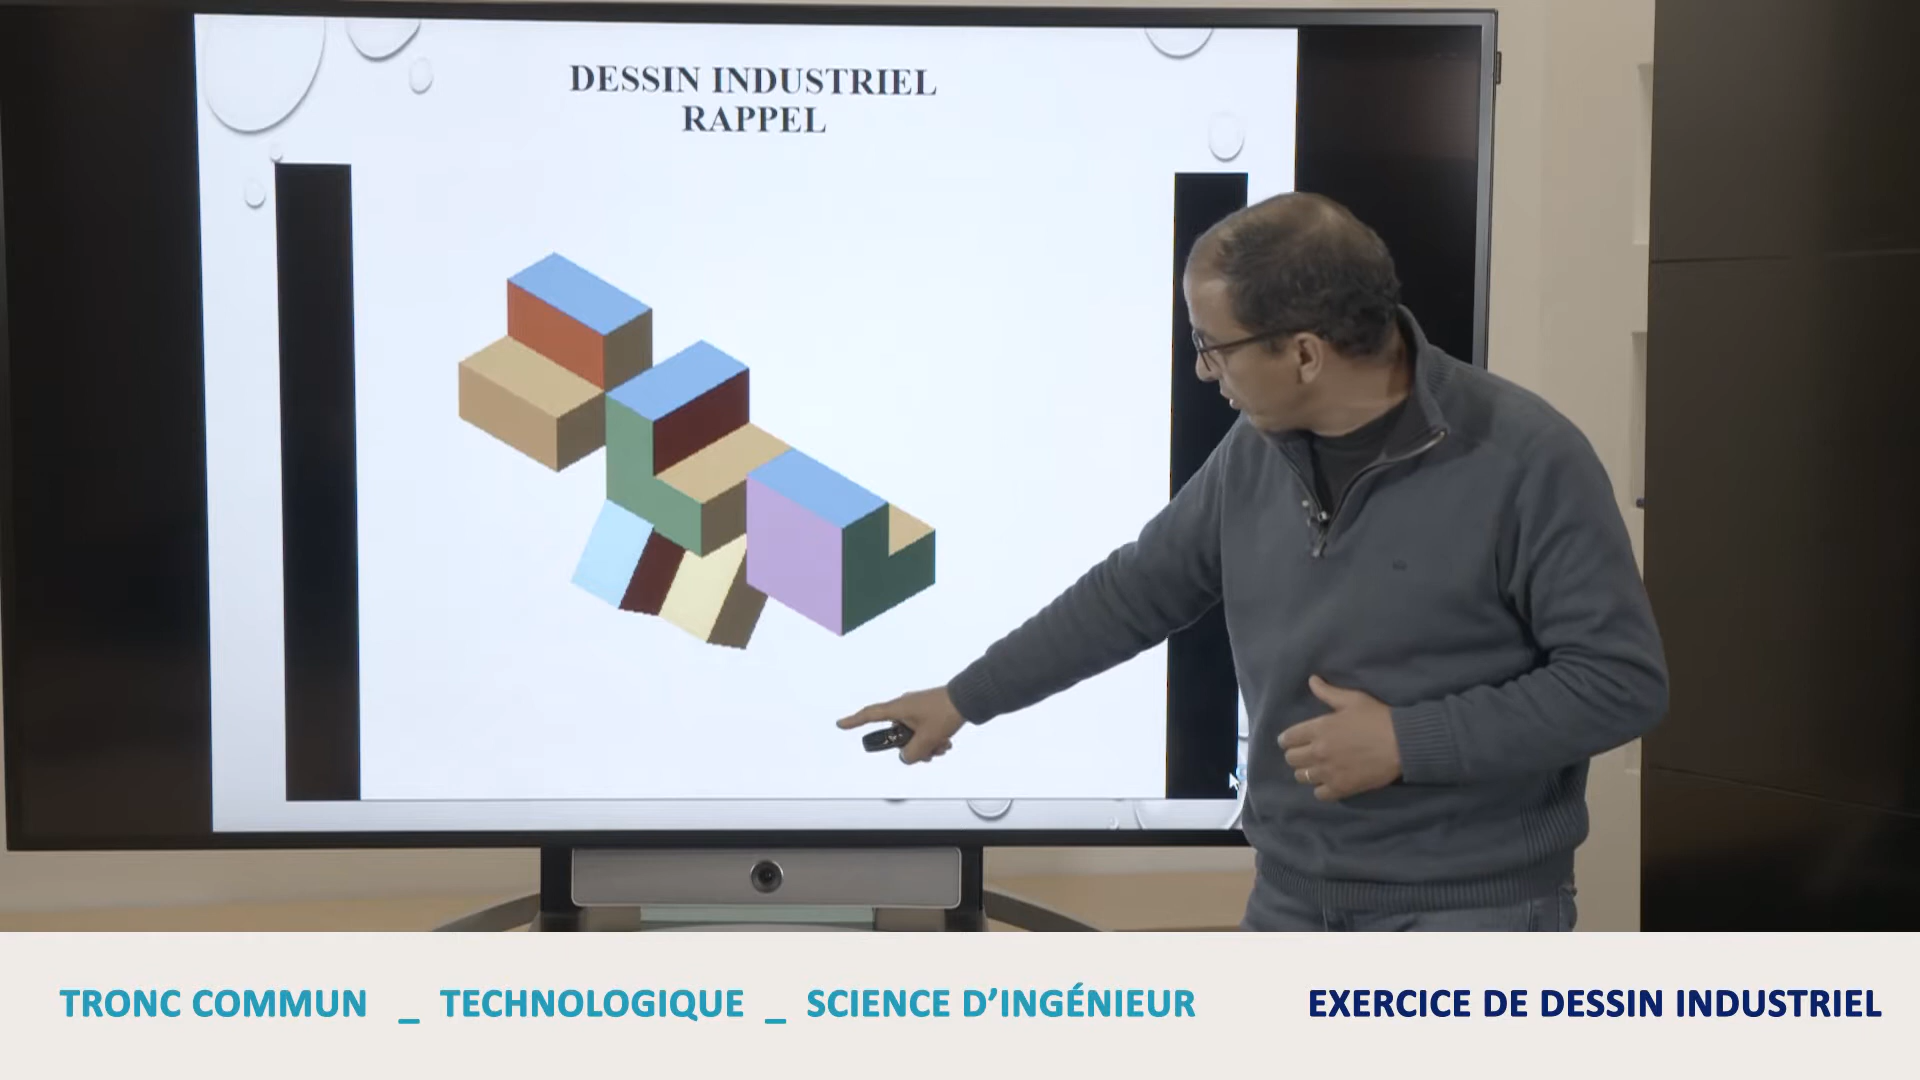 DESSIN INDUSTRIEL
RAPPEL
TRONC COMMUN _ TECHNOLOGIQUE _ SCIENCE D'INGÉNIEUR EXERCICE DE DESSIN INDUSTRIEL